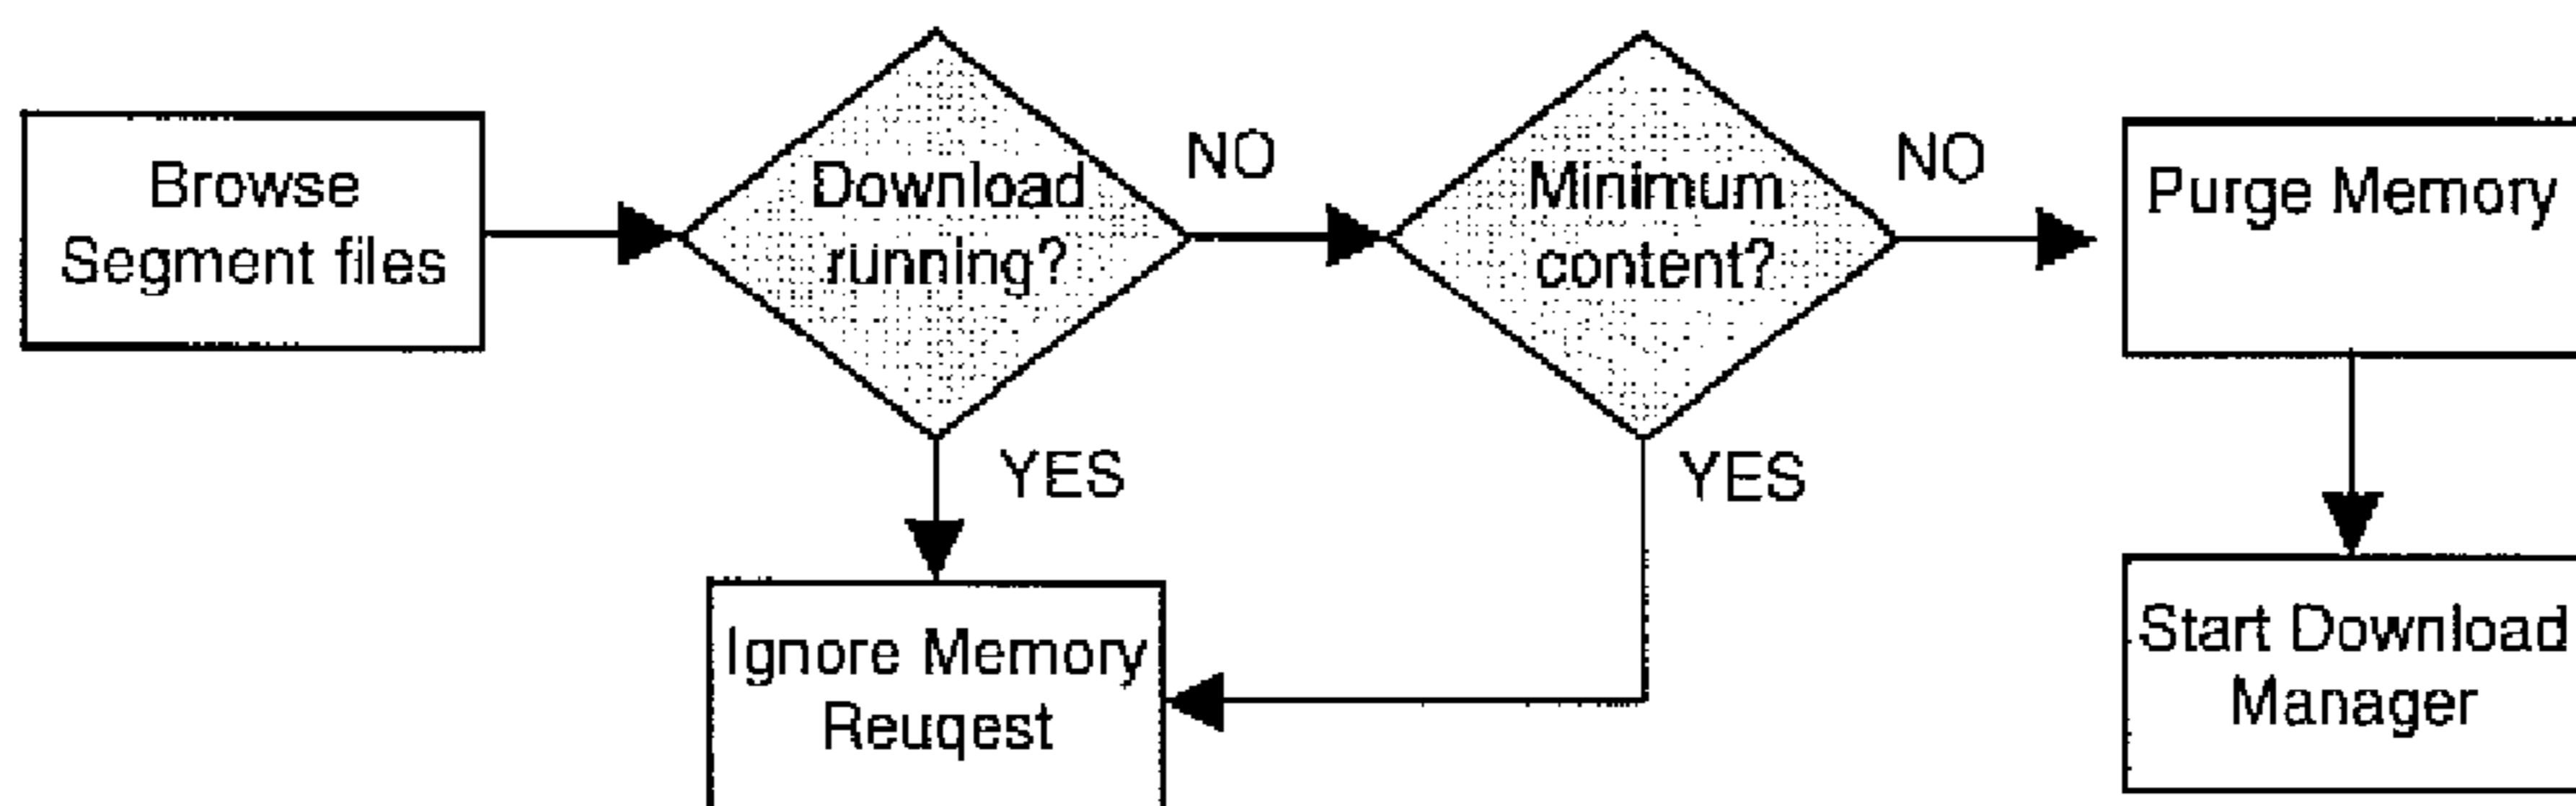 Browse
Segment files
Download
running?
NO
Minimum
content?
NO
Purge Memory
YES
YES
Ignore Memory
Reuqest
Start Download
Manager